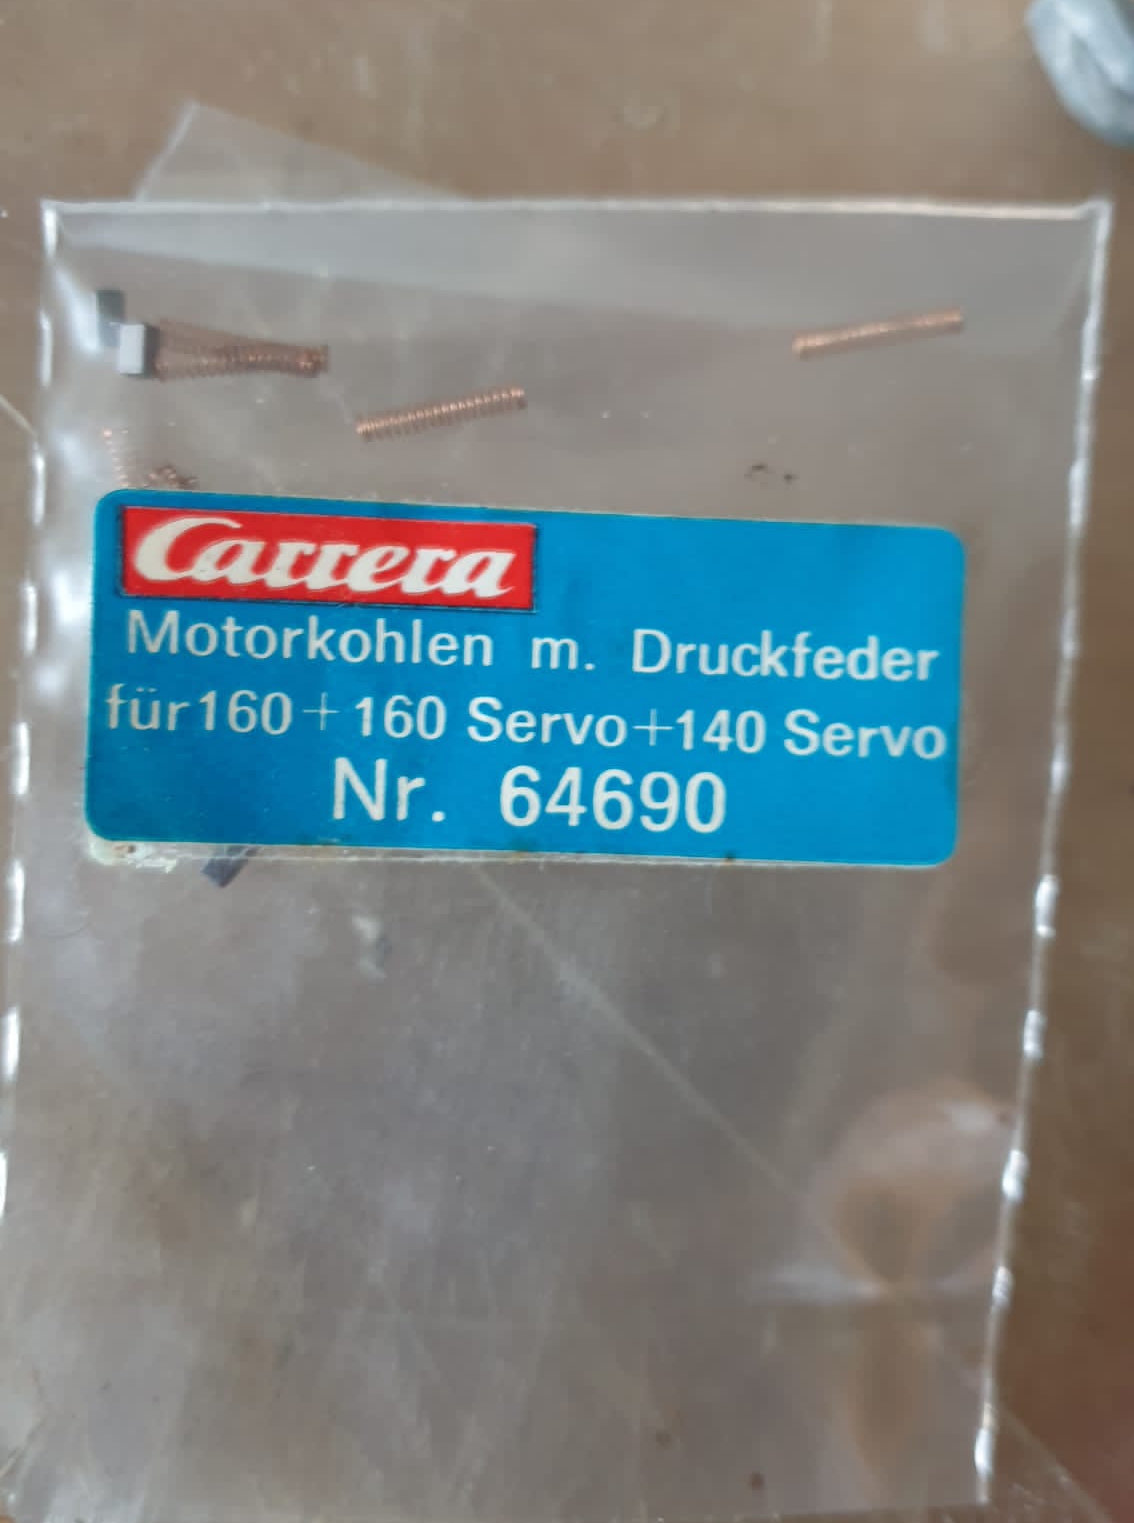 Carrera
Motorkohlen m. Druckfeder
für 160 + 160 Servo + 140 Servo
Nr. 64690